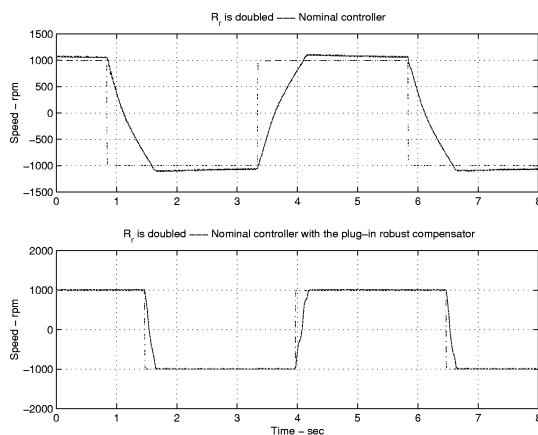 R_r is doubled −−− Nominal controller
1500
1000
500
0
−500
−1000
−1500
Speed − rpm
0 1 2 3 4 5 6 7 8
R_r is doubled −−− Nominal controller with the plug−in robust compensator
2000
1000
0
−1000
−2000
Speed − rpm
0 1 2 3 4 5 6 7 8
Time − sec